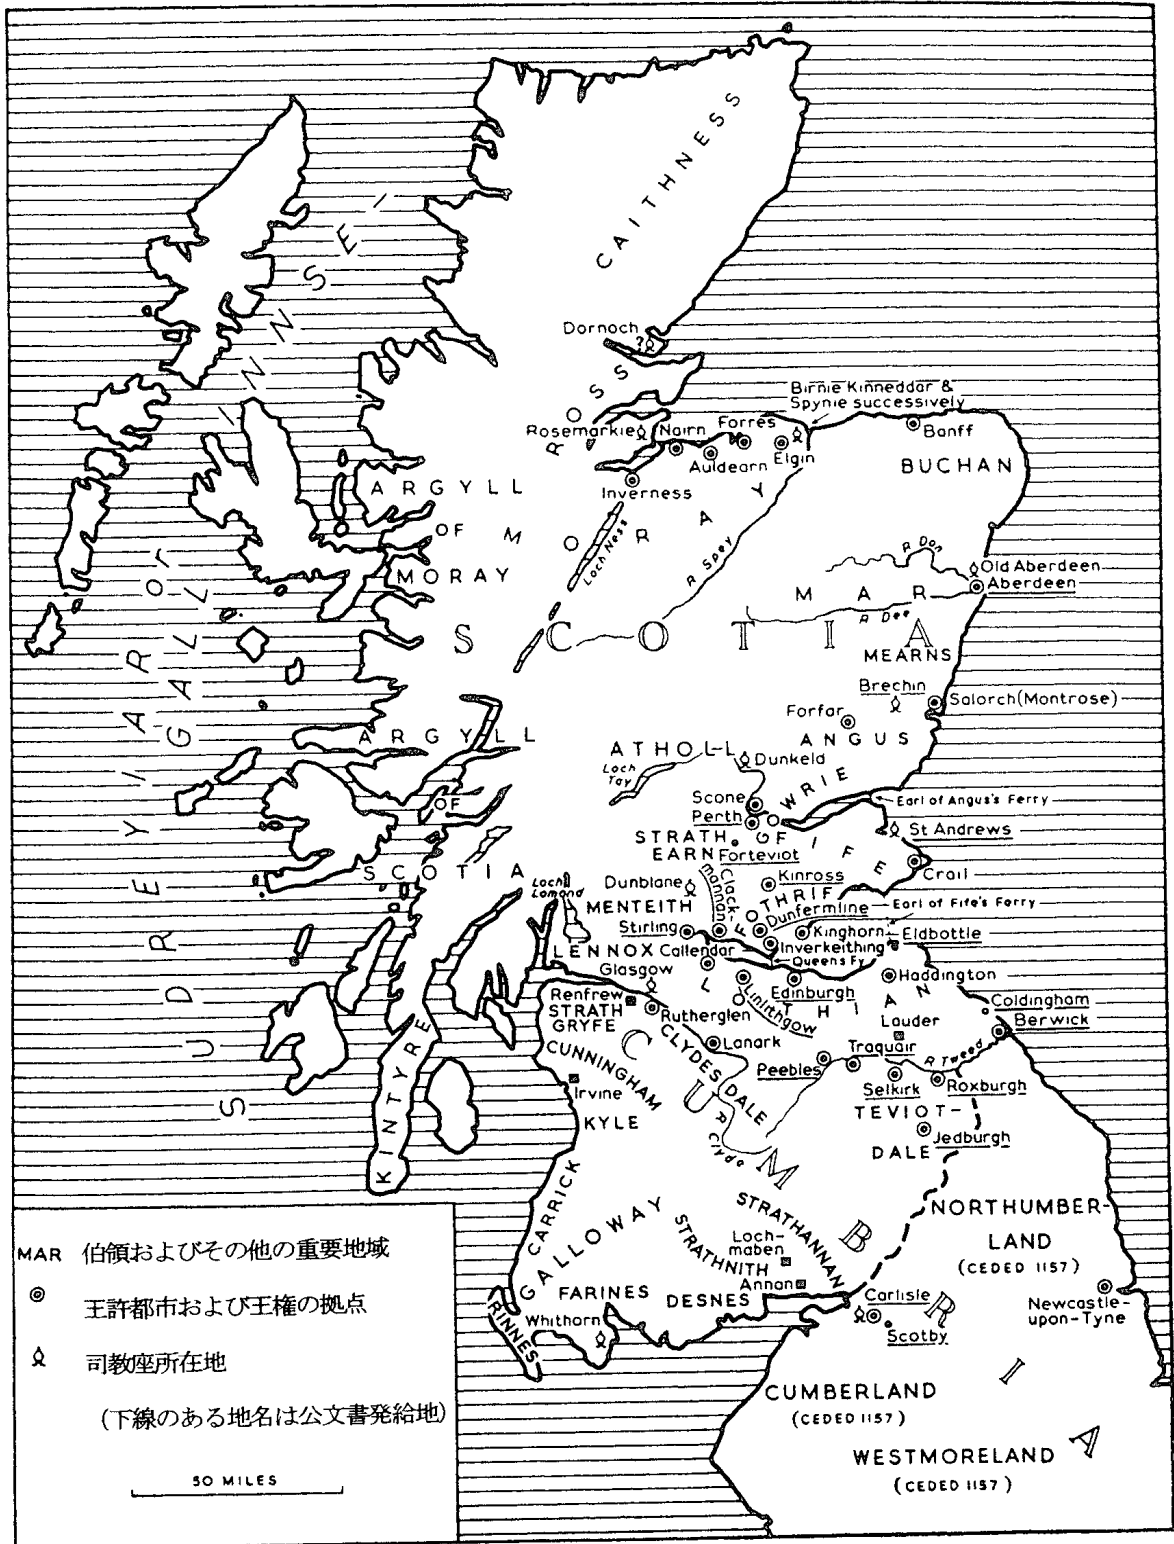 CAITHNESS
INNSE-
Dornoch
?
ROSS
Birnie Kinneddar &
Spynie successively
Rosemarkie
Nairn
Forres
Banff
Auldearn
Elgin
BUCHAN
Inverness
ARGYLL
OF
MORAY
MORAY
Loch Ness
R Spey
R Don
Old Aberdeen
Aberdeen
MAR
R Dee
SCOTIA
MEARNS
Brechin
Salorch (Montrose)
Forfar
ANGUS
SUDREYIAR or
GALL
ARGYLL
OF
SCOTIA
ATHOLL
Loch
Tay
Dunkeld
GOWRIE
Scone
Perth
Earl of Angus's Ferry
St Andrews
STRATH
EARN
Forteviot
FIFE
Crail
Kinross
Clack-
mannan
FOTHRIF
Dunblane
MENTEITH
Dunfermline
Earl of Fife's Ferry
Stirling
Kinghorn
Eldbottle
Inverkeithing
Queens Fy
Loch
Lomond
LENNOX
Callendar
Glasgow
Haddington
Edinburgh
Linlithgow
LOTHIAN
Coldingham
Berwick
Renfrew
STRATH
GRYFE
Rutherglen
Lauder
CLYDESDALE
Lanark
Traquair
R Tweed
Peebles
Selkirk
Roxburgh
CUNNINGHAM
Irvine
KYLE
KINTYRE
R Clyde
TEVIOT-
DALE
Jedburgh
CUMBRIA
CARRICK
GALLOWAY
STRATHNITH
STRATHANNAN
Loch-
maben
Annan
NORTHUMBER-
LAND
(CEDED 1157)
FARINES
DESNES
RINNES
Whithorn
Carlisle
Scotby
Newcastle-
upon-Tyne
CUMBERLAND
(CEDED 1157)
WESTMORELAND
(CEDED 1157)
MAR 伯領およびその他の重要地域
王許都市および王権の拠点
司教座所在地
(下線のある地名は公文書発給地)
50 MILES